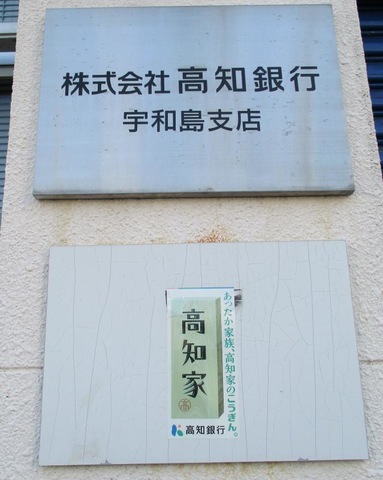 株式会社 高知銀行
宇和島支店
あったか家族、高知家のこうぎん。
高知家
高知銀行